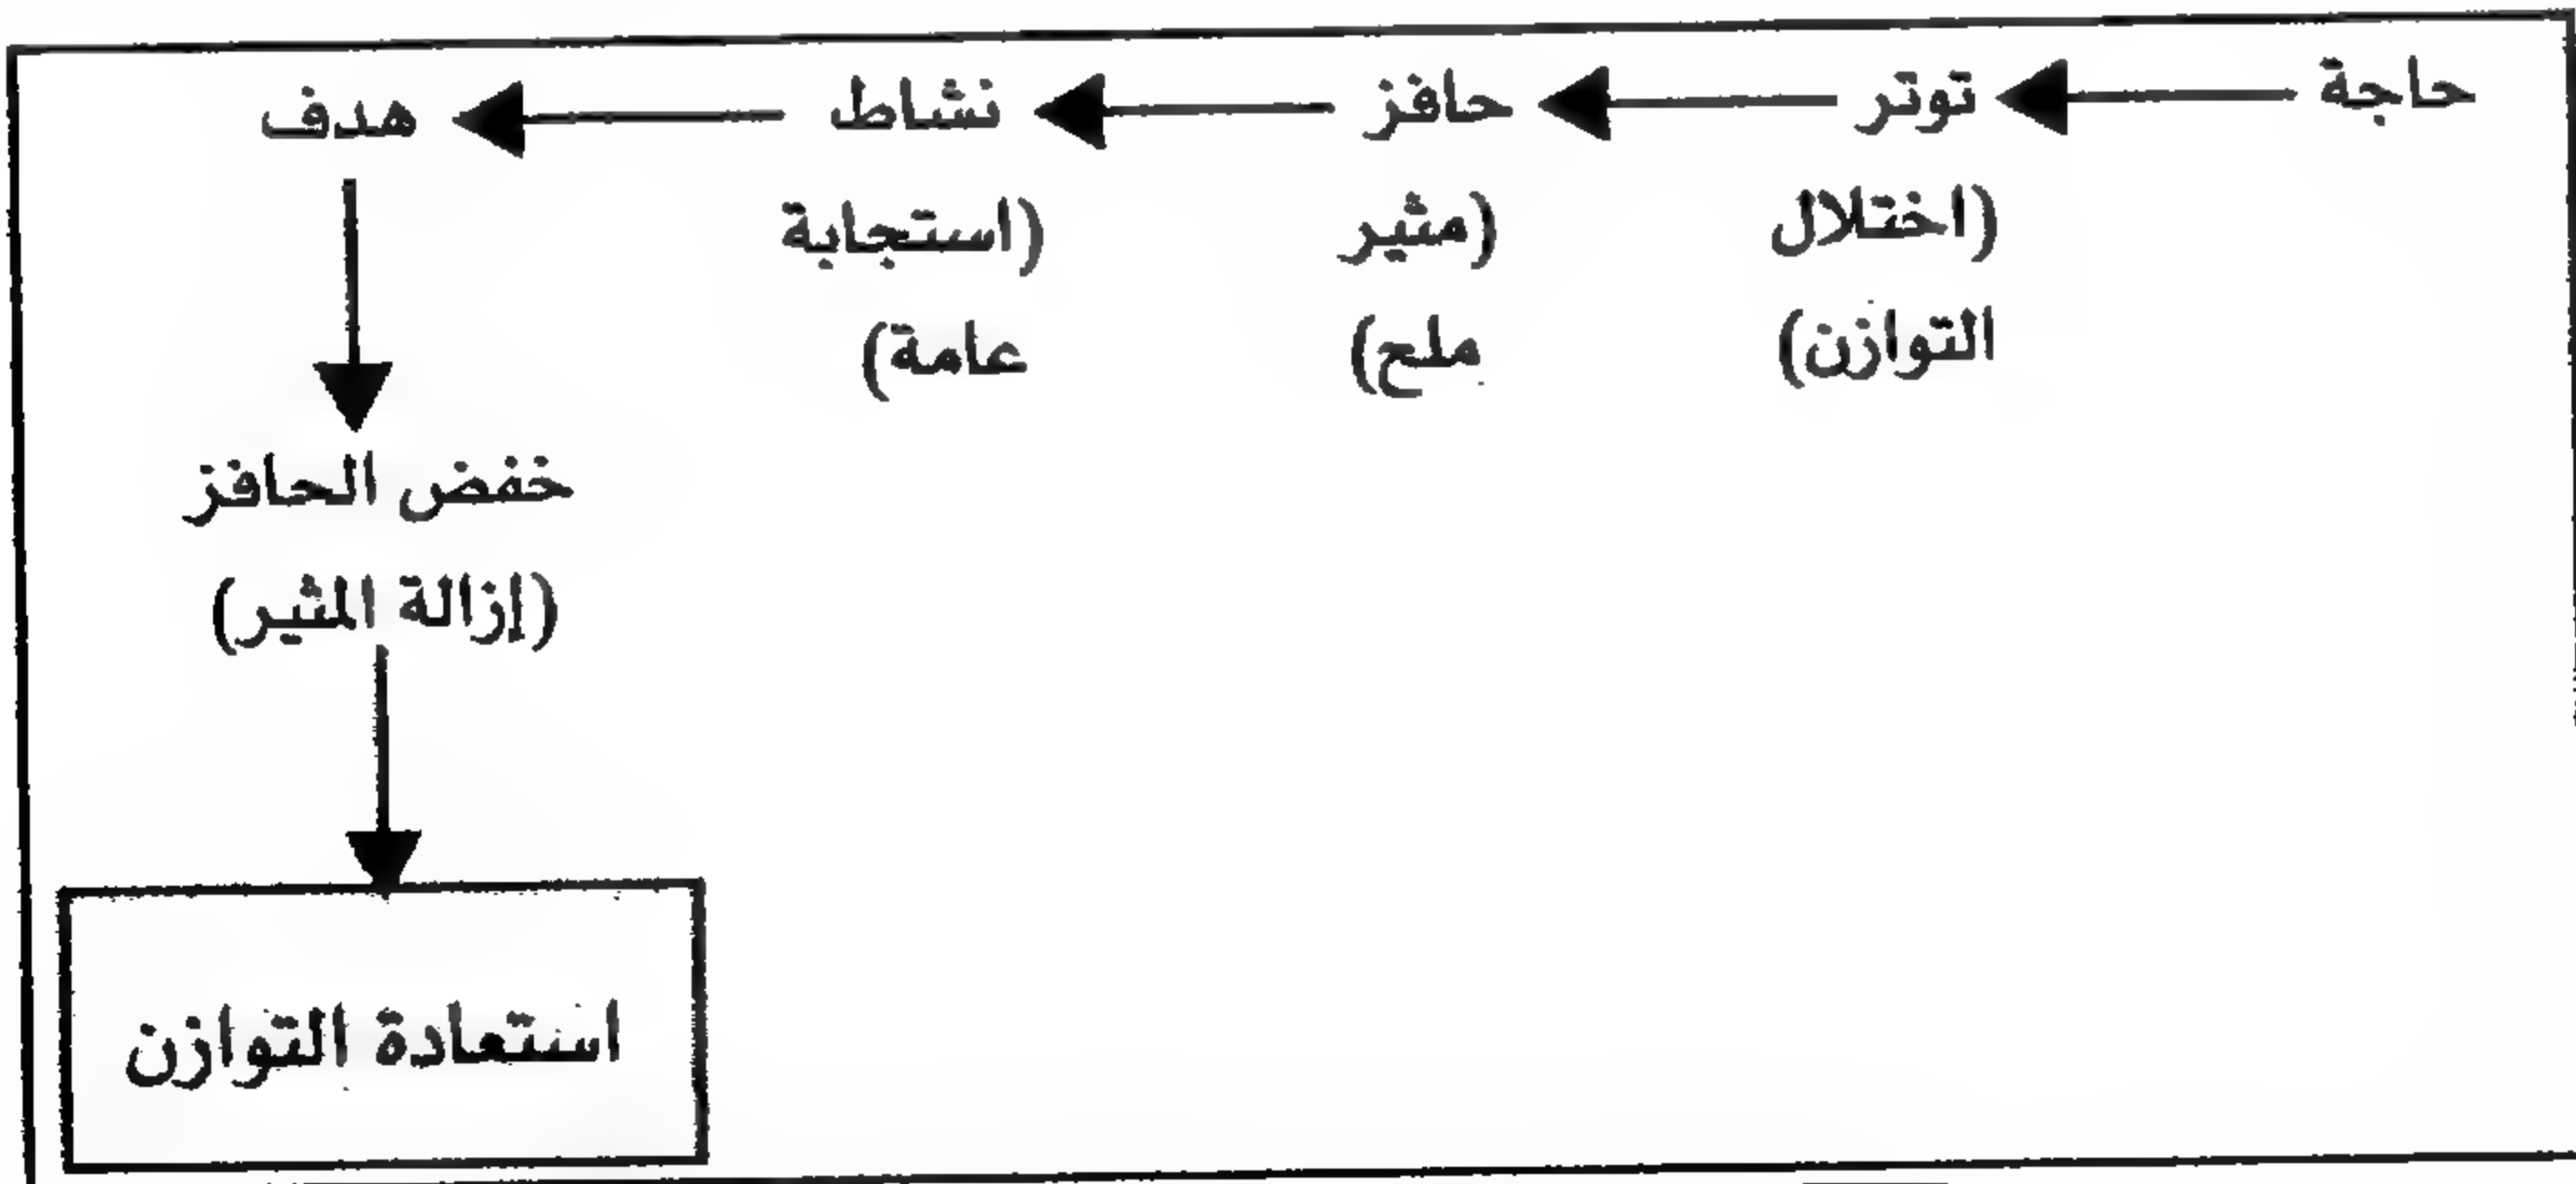 حاجة توتر حافز نشاط هدف
(اختلال (مثير (استجابة
التوازن) ملح) عامة)
خفض الحافز
(إزالة المثير)
استعادة التوازن